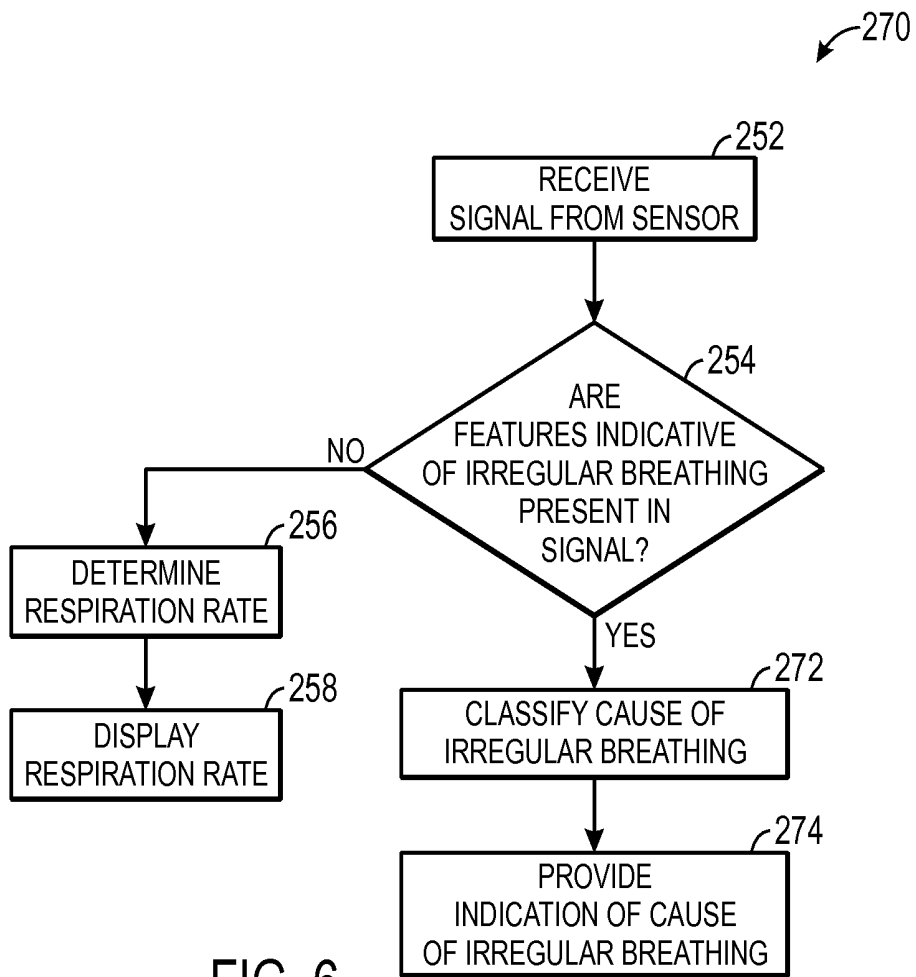 270
252
RECEIVE
SIGNAL FROM SENSOR
254
ARE
FEATURES INDICATIVE
OF IRREGULAR BREATHING
PRESENT IN
SIGNAL?
NO
256
DETERMINE
RESPIRATION RATE
258
DISPLAY
RESPIRATION RATE
YES
272
CLASSIFY CAUSE OF
IRREGULAR BREATHING
274
PROVIDE
INDICATION OF CAUSE
OF IRREGULAR BREATHING
FIG. 6